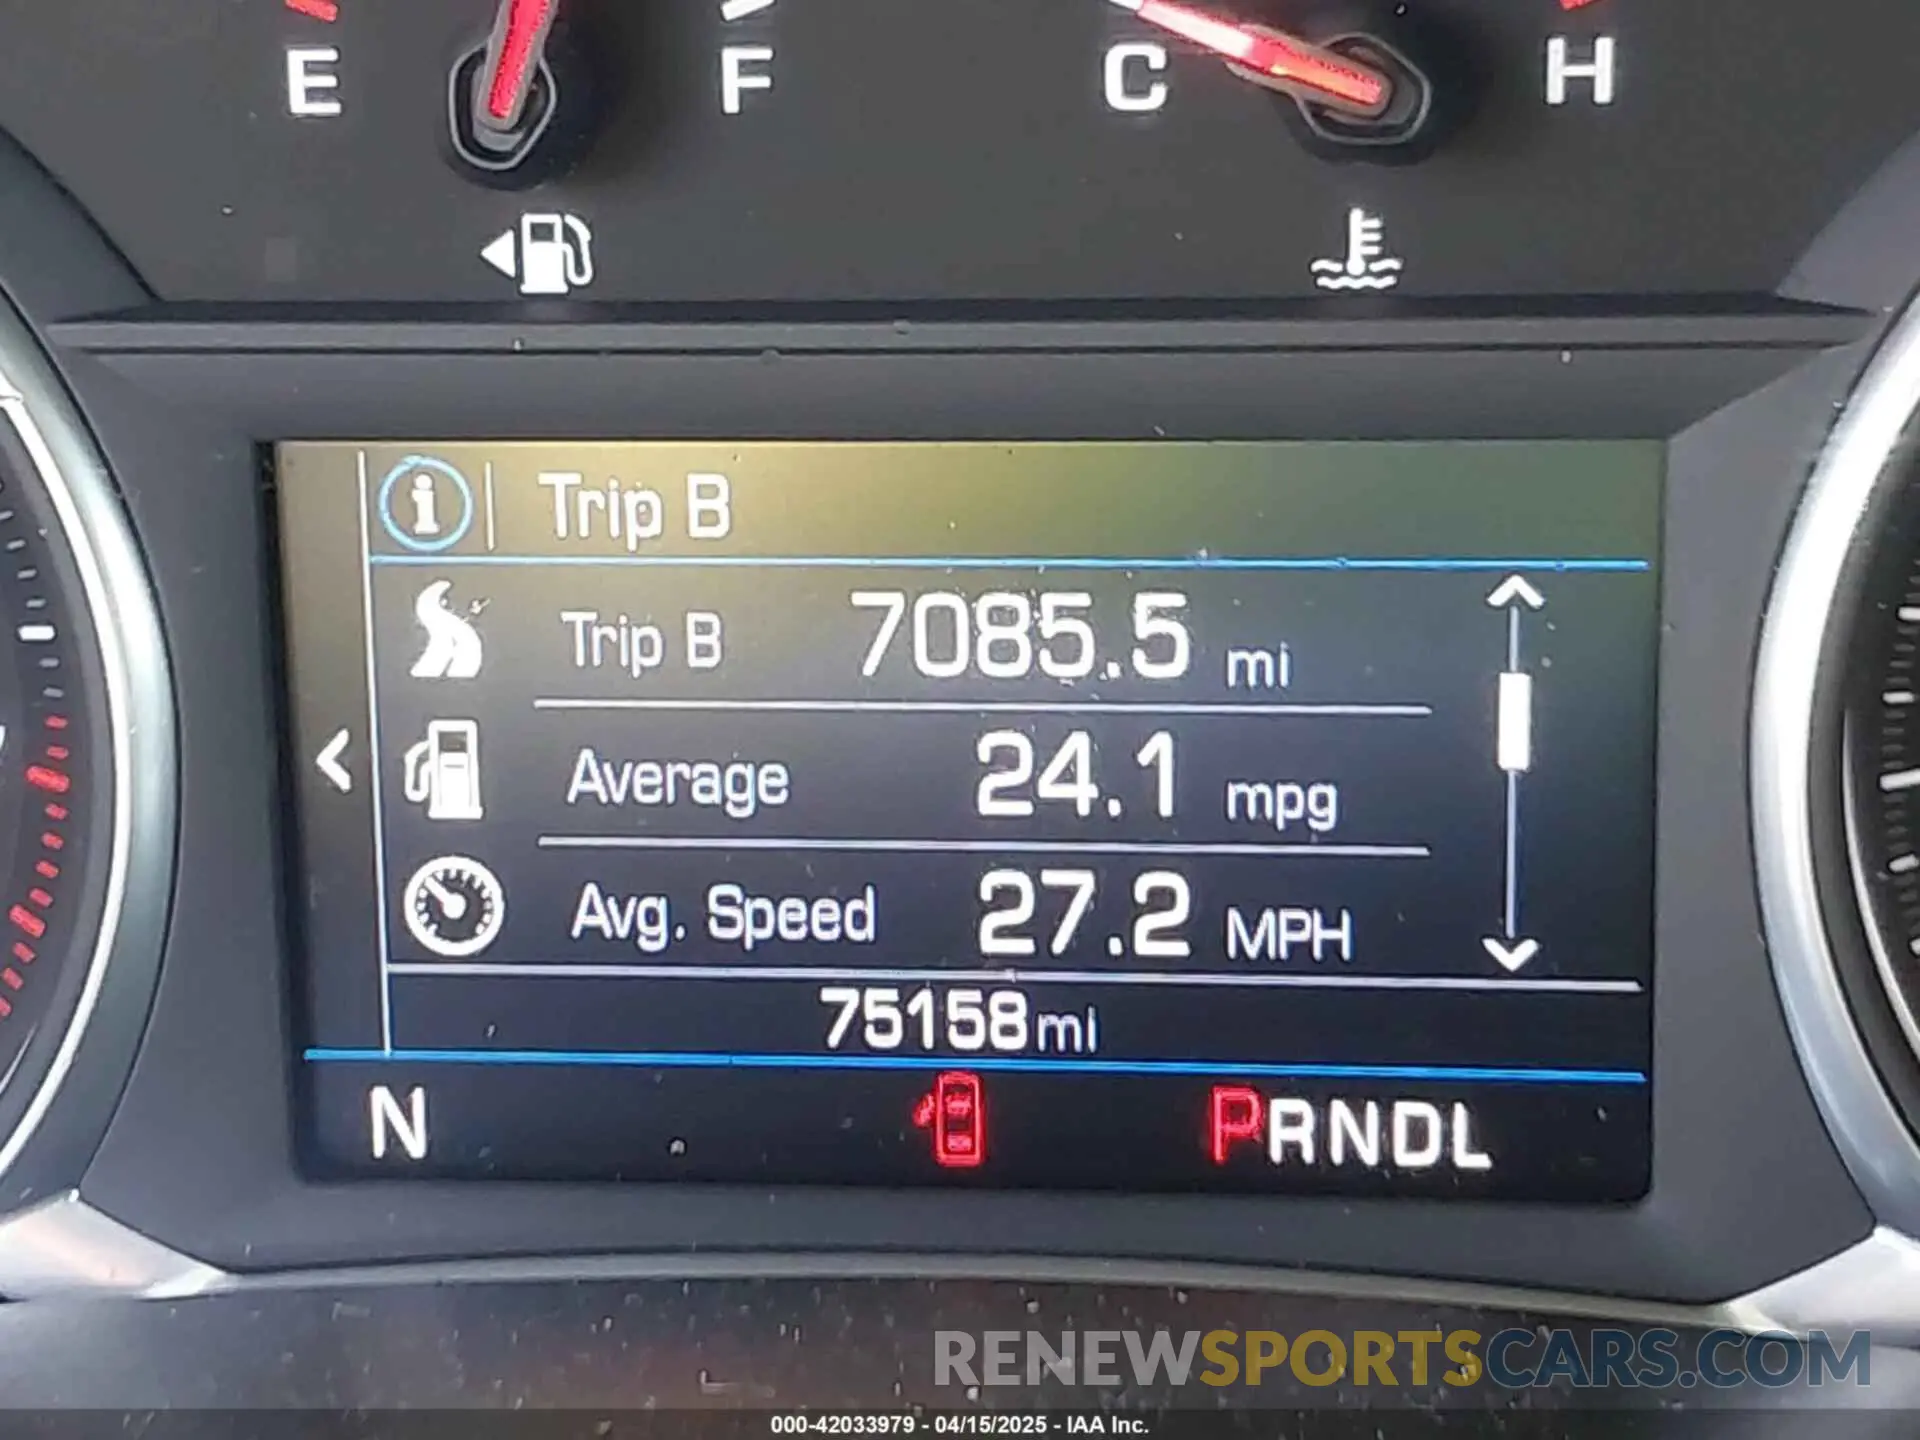 E F C H
Trip B
Trip B 7085.5 mi
Average 24.1 mpg
Avg. Speed 27.2 MPH
75158 mi
N PRNDL
RENEWSPORTSCARS.COM
000-42033979 - 04/15/2025 - IAA Inc.